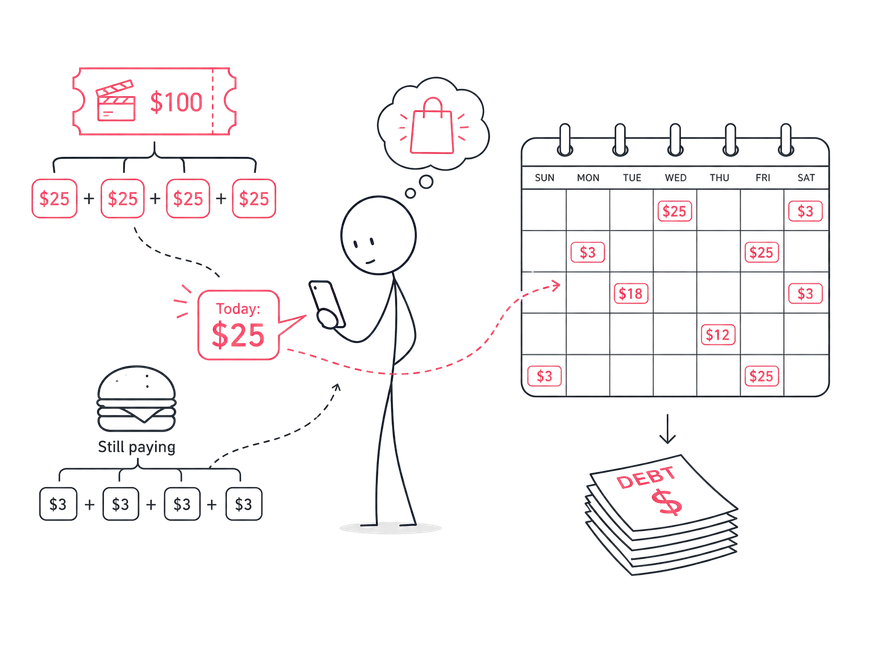 $100
$25 + $25 + $25 + $25
Today:
$25
Still paying
$3 + $3 + $3 + $3
SUN MON TUE WED THU FRI SAT
$25 $3
$3 $25
$18 $3
$12
$3 $25
DEBT
$